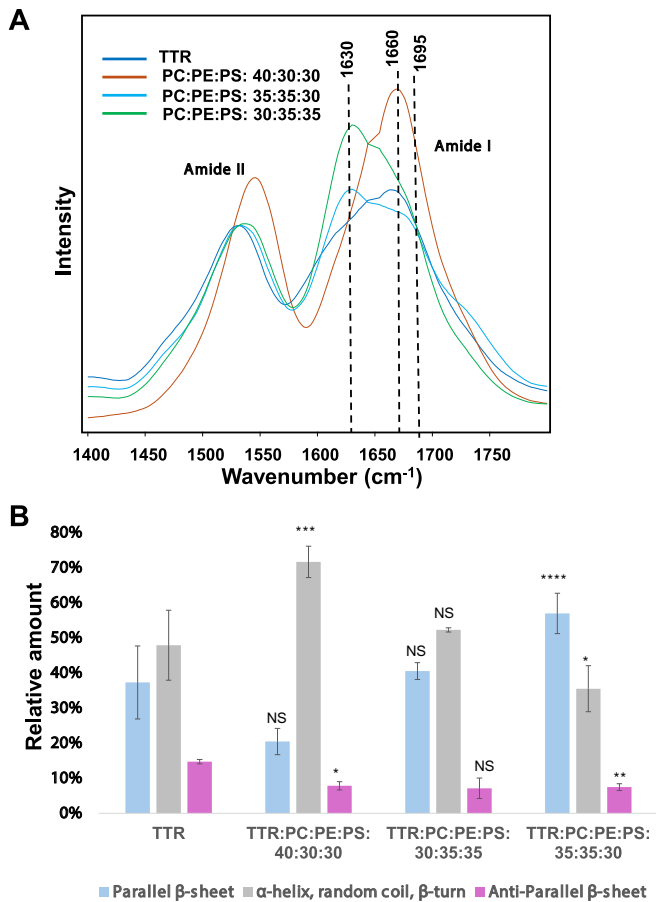 A
TTR
PC:PE:PS: 40:30:30
PC:PE:PS: 35:35:30
PC:PE:PS: 30:35:35
1630
1660
1695
Amide II
Amide I
Intensity
1400 1450 1500 1550 1600 1650 1700 1750
Wavenumber (cm⁻¹)
B
80%
70%
60%
50%
40%
30%
20%
10%
0%
Relative amount
NS *** *
NS NS NS
**** * **
TTR
TTR:PC:PE:PS:
40:30:30
TTR:PC:PE:PS:
30:35:35
TTR:PC:PE:PS:
35:35:30
Parallel β-sheet α-helix, random coil, β-turn Anti-Parallel β-sheet